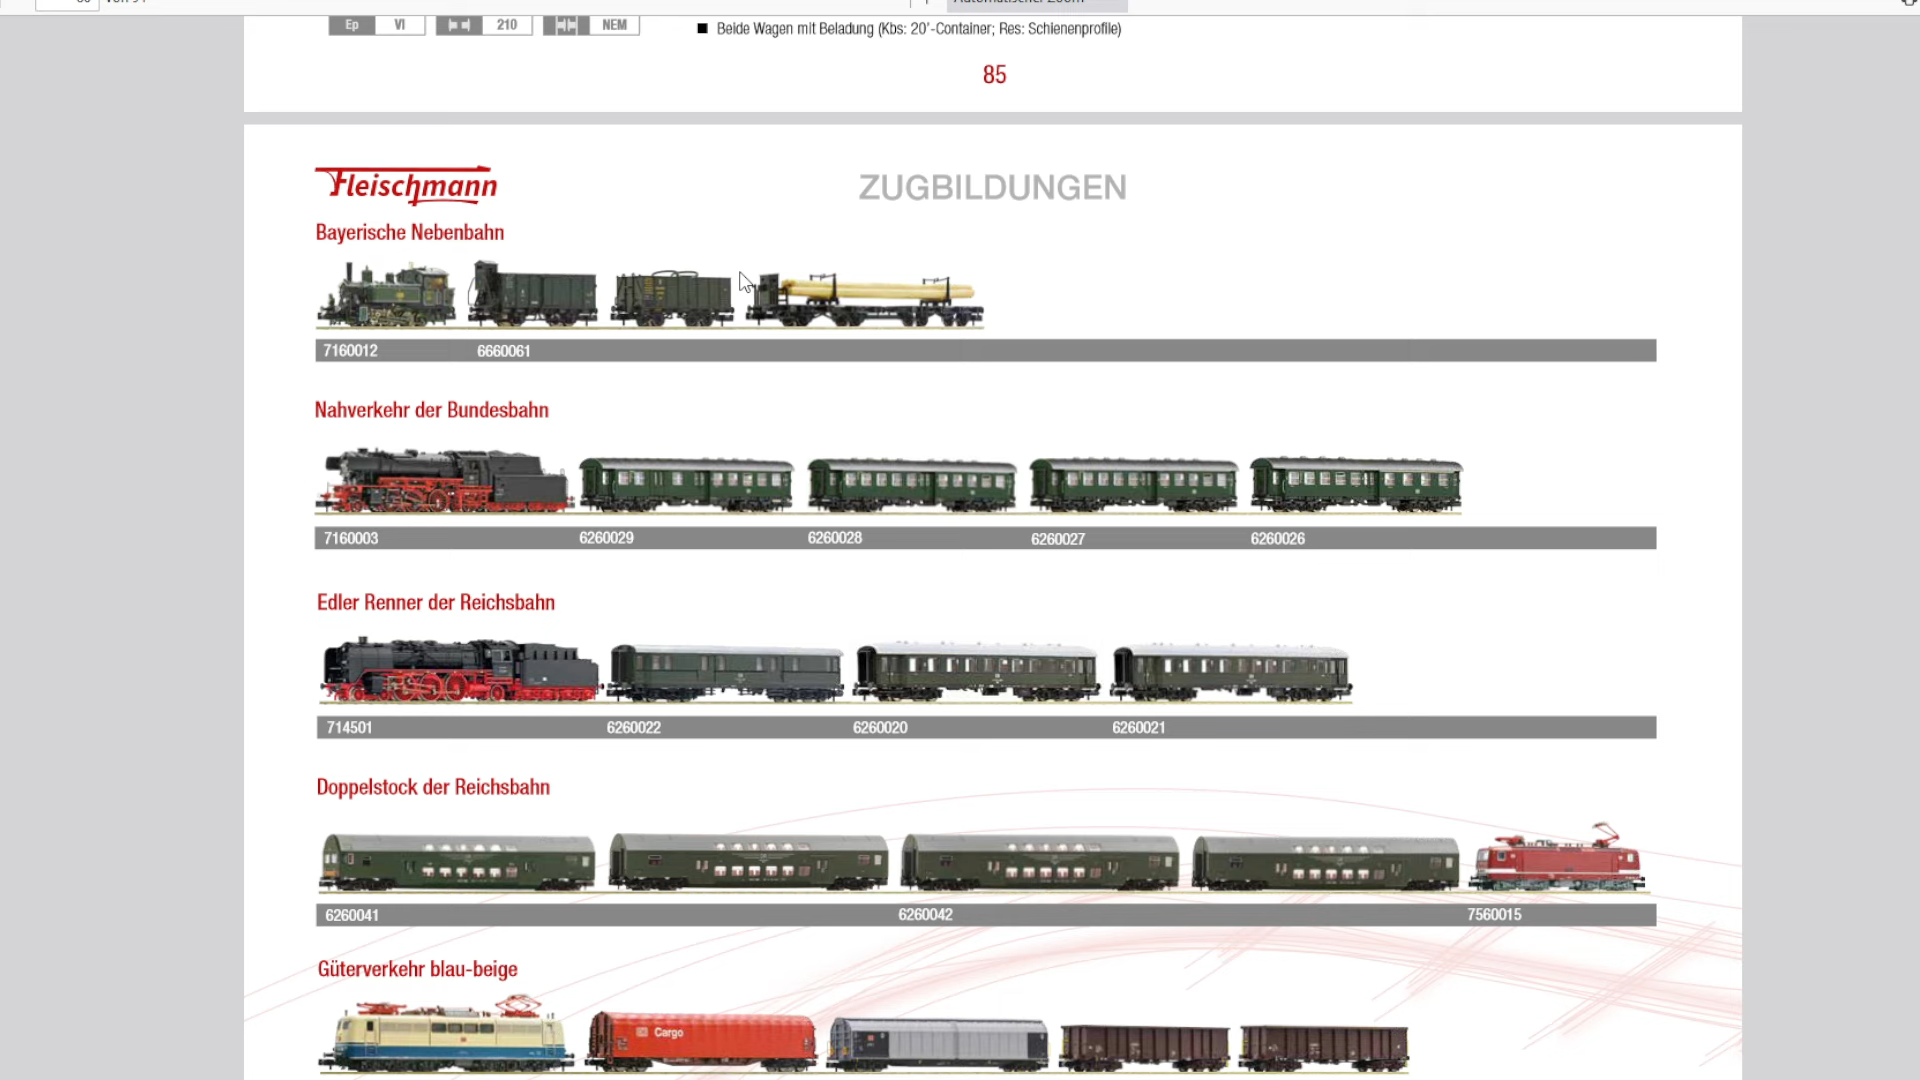 Ep VI 210 NEM
■ Beide Wagen mit Beladung (Kbs: 20'-Container; Res: Schienenprofile)
85
Fleischmann
ZUGBILDUNGEN
Bayerische Nebenbahn
7160012 6660061
Nahverkehr der Bundesbahn
7160003 6260029 6260028 6260027 6260026
Edler Renner der Reichsbahn
714501 6260022 6260020 6260021
Doppelstock der Reichsbahn
6260041 6260042 7560015
Güterverkehr blau-beige
DB Cargo